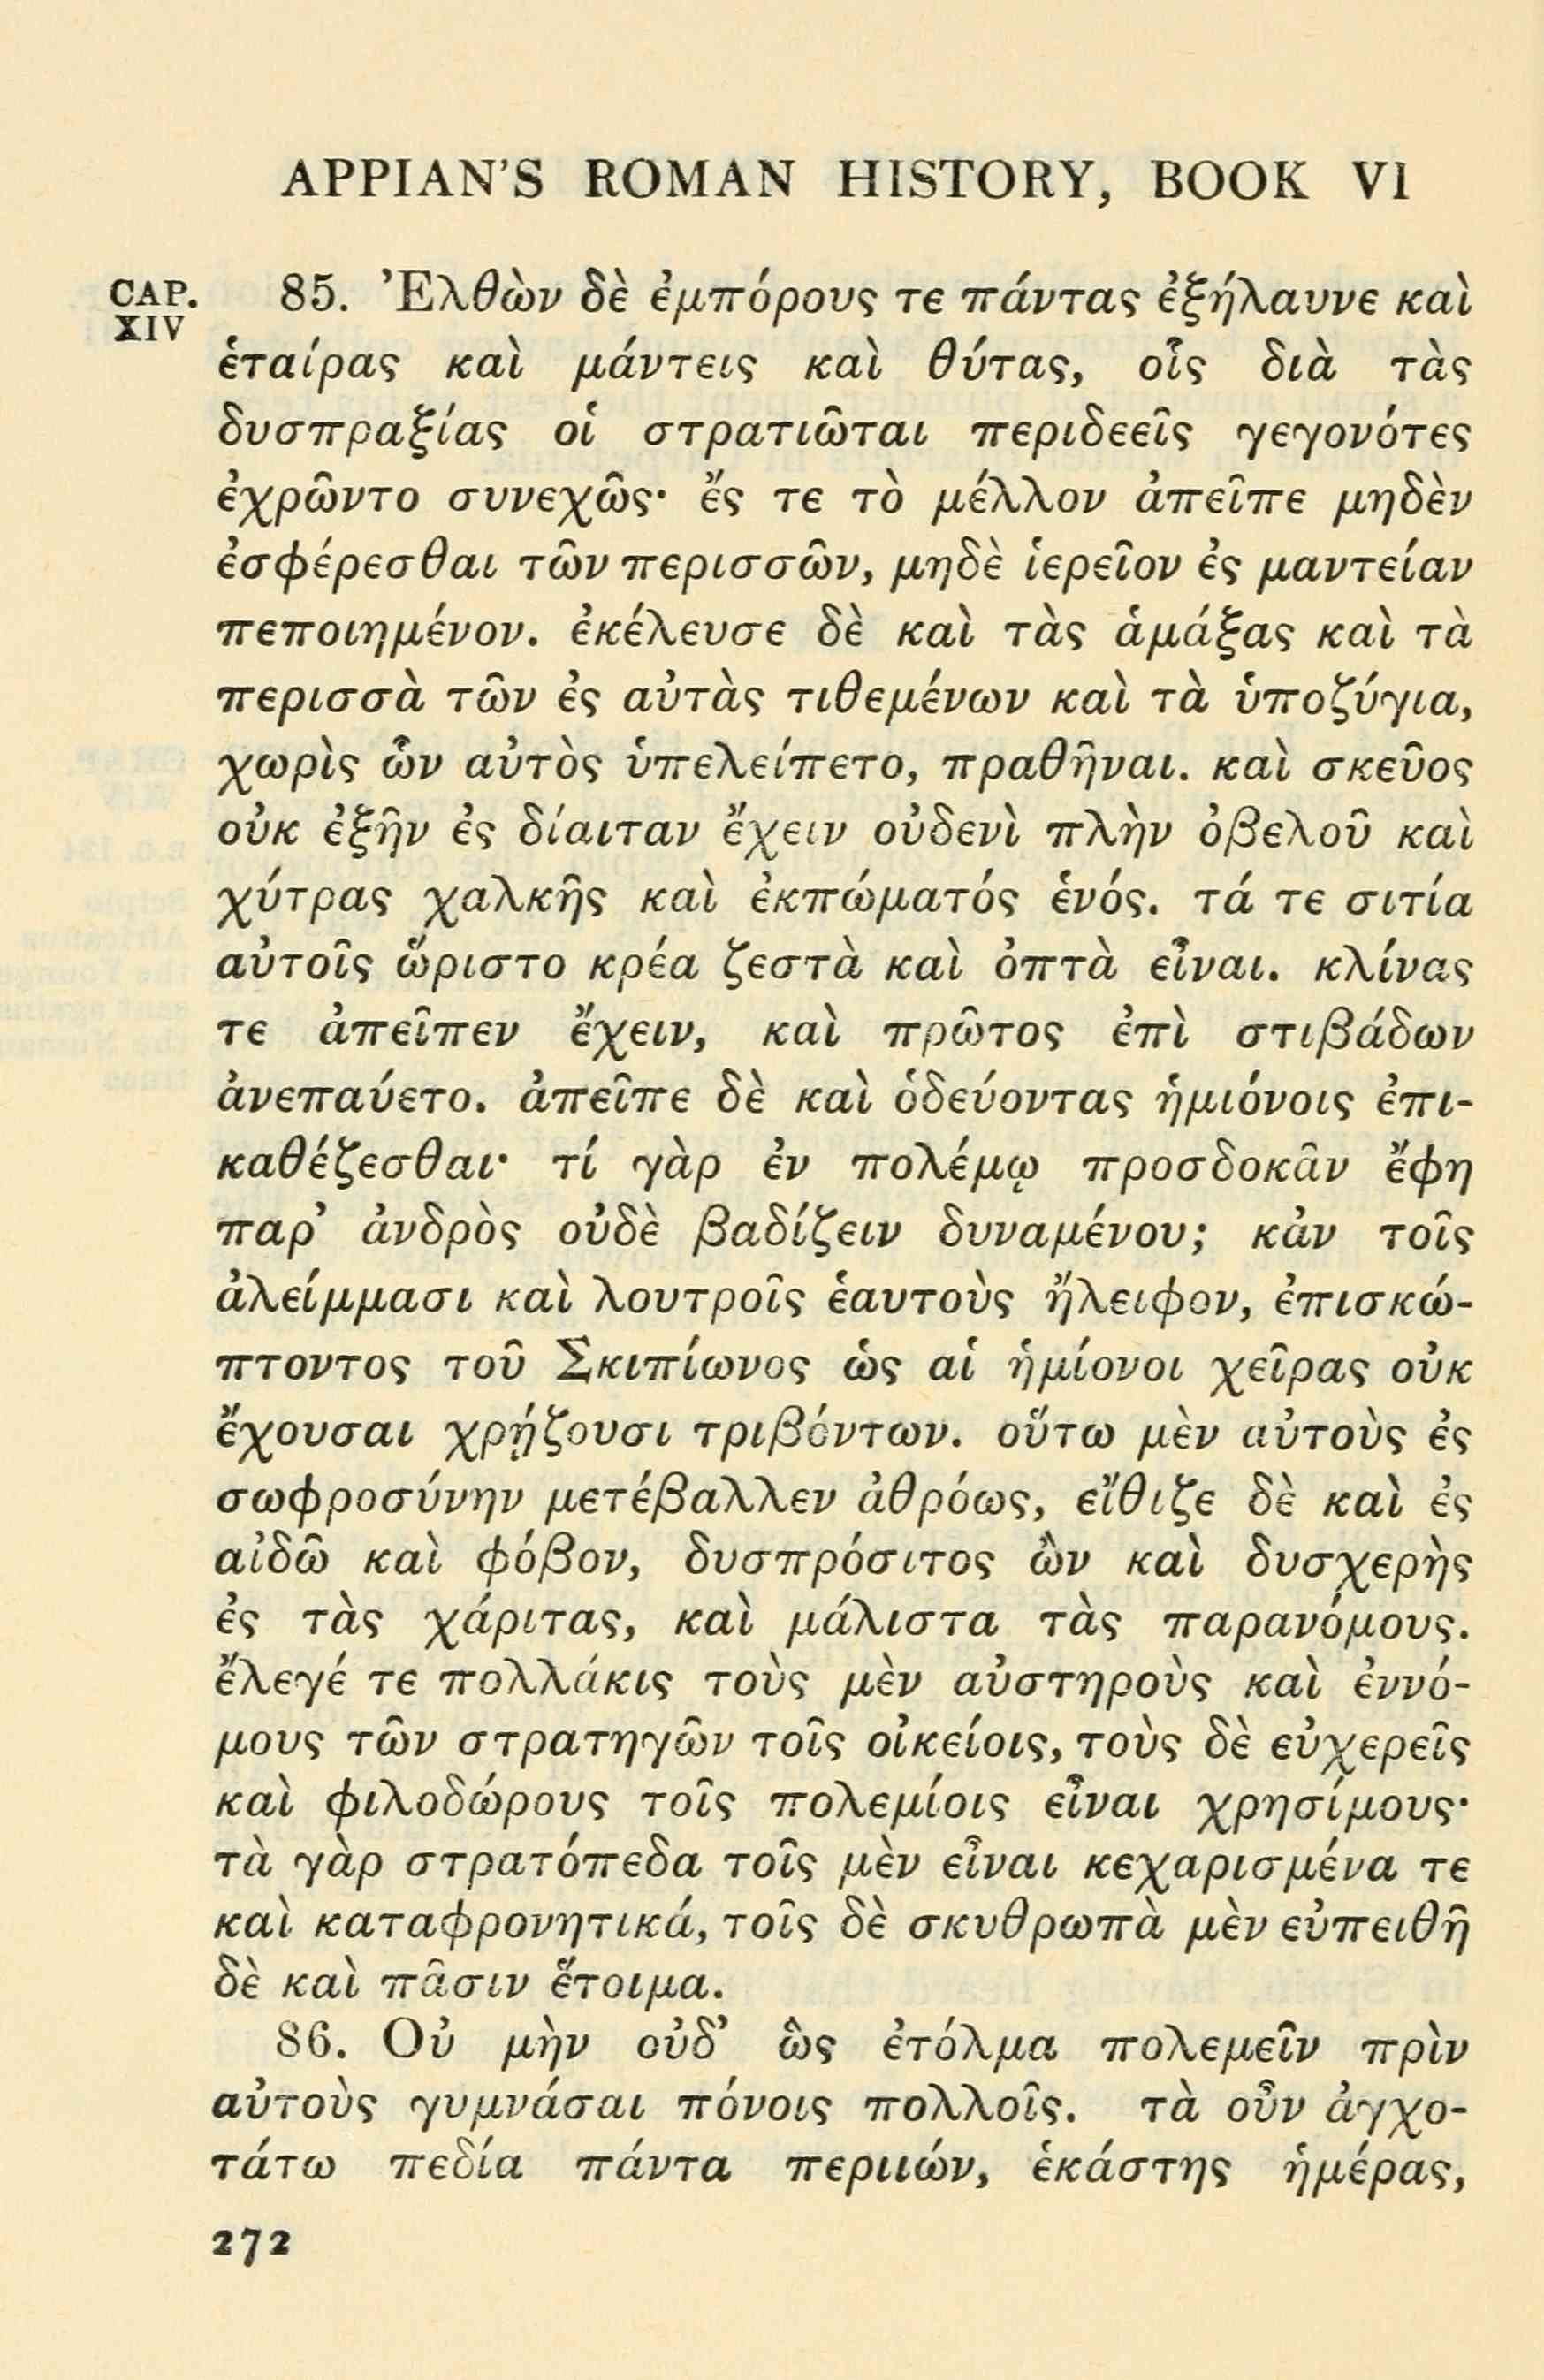 APPIAN'S ROMAN HISTORY, BOOK VI
CAP. XIV
85. Ἐλθὼν δὲ ἐμπόρους τε πάντας ἐξήλαυνε καὶ
ἑταίρας καὶ μάντεις καὶ θύτας, οἷς διὰ τὰς
δυσπραξίας οἱ στρατιῶται περιδεεῖς γεγονότες
ἐχρῶντο συνεχῶς· ἔς τε τὸ μέλλον ἀπεῖπε μηδὲν
ἐσφέρεσθαι τῶν περισσῶν, μηδὲ ἱερεῖον ἐς μαντείαν
πεποιημένον. ἐκέλευσε δὲ καὶ τὰς ἁμάξας καὶ τὰ
περισσὰ τῶν ἐς αὐτὰς τιθεμένων καὶ τὰ ὑποζύγια,
χωρὶς ὧν αὐτὸς ὑπελείπετο, πραθῆναι. καὶ σκεῦος
οὐκ ἐξῆν ἐς δίαιταν ἔχειν οὐδενὶ πλὴν ὀβελοῦ καὶ
χύτρας χαλκῆς καὶ ἐκπώματός ἑνός. τά τε σιτία
αὐτοῖς ὥριστο κρέα ζεστὰ καὶ ὀπτὰ εἶναι. κλίνας
τε ἀπεῖπεν ἔχειν, καὶ πρῶτος ἐπὶ στιβάδων
ἀνεπαύετο. ἀπεῖπε δὲ καὶ ὁδεύοντας ἡμιόνοις ἐπι-
καθέζεσθαι· τί γὰρ ἐν πολέμῳ προσδοκᾶν ἔφη
παρ' ἀνδρὸς οὐδὲ βαδίζειν δυναμένου; κἀν τοῖς
ἀλείμμασι καὶ λουτροῖς ἑαυτοὺς ἤλειφον, ἐπισκώ-
πτοντος τοῦ Σκιπίωνος ὡς αἱ ἡμίονοι χεῖρας οὐκ
ἔχουσαι χρῄζουσι τριβόντων. οὕτω μὲν αὐτοὺς ἐς
σωφροσύνην μετέβαλλεν ἀθρόως, εἴθιζε δὲ καὶ ἐς
αἰδῶ καὶ φόβον, δυσπρόσιτος ὢν καὶ δυσχερὴς
ἐς τὰς χάριτας, καὶ μάλιστα τὰς παρανόμους.
ἔλεγέ τε πολλάκις τοὺς μὲν αὐστηροὺς καὶ ἐννό-
μους τῶν στρατηγῶν τοῖς οἰκείοις, τοὺς δὲ εὐχερεῖς
καὶ φιλοδώρους τοῖς πολεμίοις εἶναι χρησίμους·
τὰ γὰρ στρατόπεδα τοῖς μὲν εἶναι κεχαρισμένα τε
καὶ καταφρονητικά, τοῖς δὲ σκυθρωπὰ μὲν εὐπειθῆ
δὲ καὶ πᾶσιν ἕτοιμα.
86. Οὐ μὴν οὐδ' ὣς ἐτόλμα πολεμεῖν πρὶν
αὐτοὺς γυμνάσαι πόνοις πολλοῖς. τὰ οὖν ἀγχο-
τάτω πεδία πάντα περιιών, ἑκάστης ἡμέρας,
272